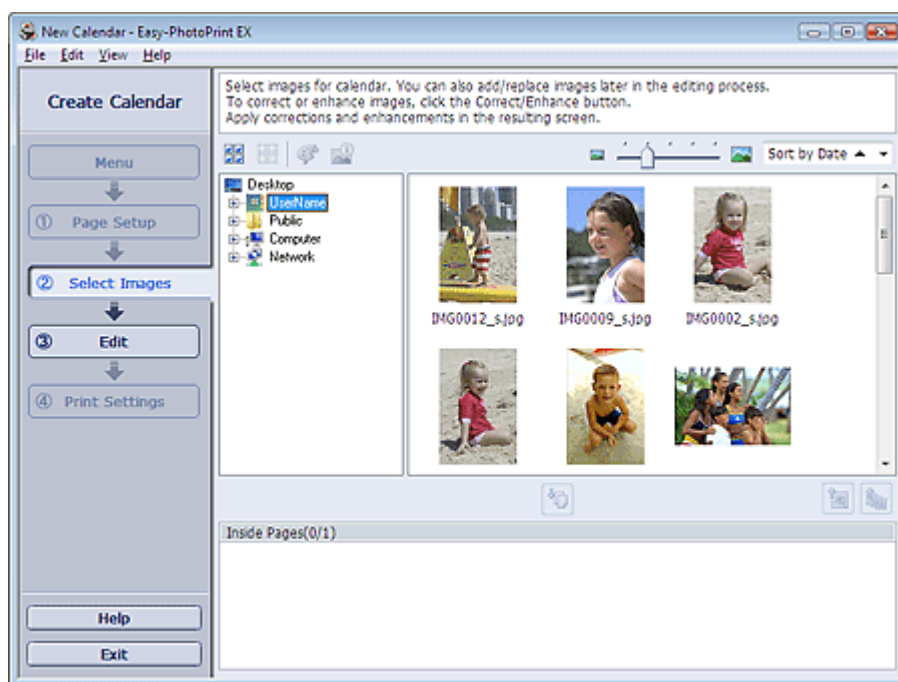 New Calendar - Easy-PhotoPrint EX
File Edit View Help
Create Calendar
Menu
① Page Setup
② Select Images
③ Edit
④ Print Settings
Help
Exit
Select images for calendar. You can also add/replace images later in the editing process.
To correct or enhance images, click the Correct/Enhance button.
Apply corrections and enhancements in the resulting screen.
Sort by Date
Desktop
UserName
Public
Computer
Network
IMG0012_s.jpg IMG0009_s.jpg IMG0002_s.jpg
Inside Pages(0/1)